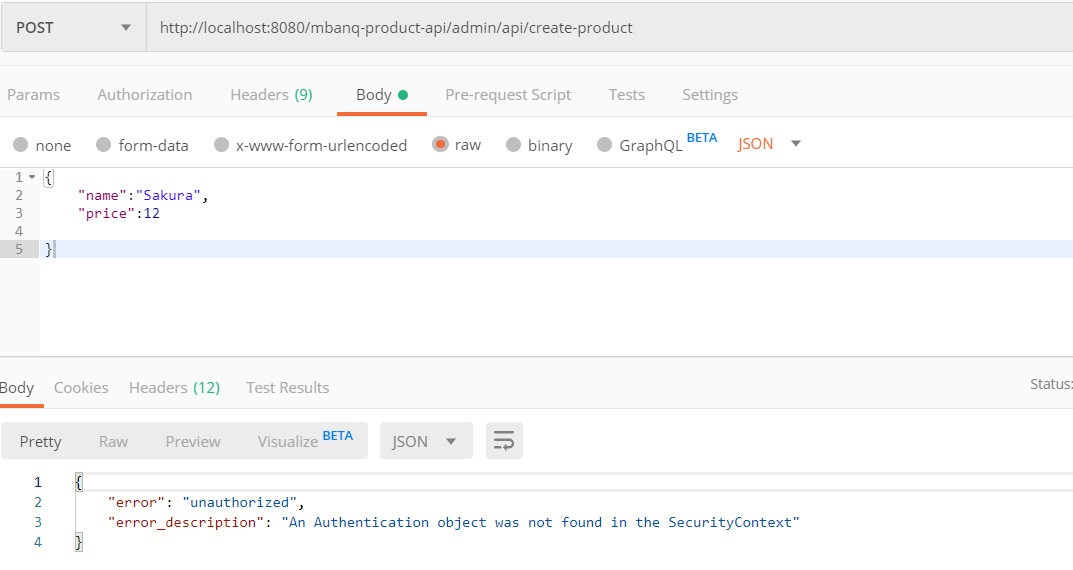 POST http://localhost:8080/mbanq-product-api/admin/api/create-product
Params Authorization Headers (9) Body Pre-request Script Tests Settings
none form-data x-www-form-urlencoded raw binary GraphQL BETA JSON
1 {
2 "name":"Sakura",
3 "price":12
4
5 }
Body Cookies Headers (12) Test Results Status:
Pretty Raw Preview Visualize BETA JSON
1 {
2 "error": "unauthorized",
3 "error_description": "An Authentication object was not found in the SecurityContext"
4 }